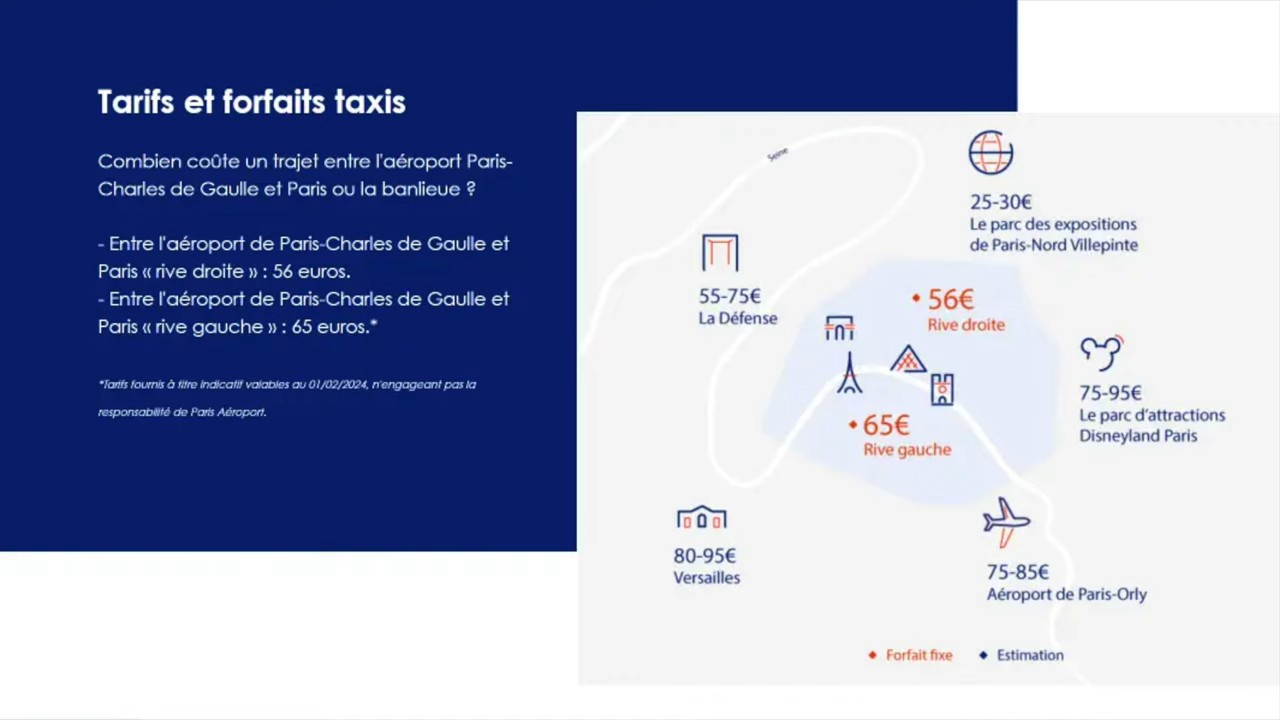 Tarifs et forfaits taxis
Combien coûte un trajet entre l'aéroport Paris-
Charles de Gaulle et Paris ou la banlieue ?
- Entre l'aéroport de Paris-Charles de Gaulle et
Paris « rive droite » : 56 euros.
- Entre l'aéroport de Paris-Charles de Gaulle et
Paris « rive gauche » : 65 euros.*
*Tarifs fournis à titre indicatif valables au 01/02/2024, n'engageant pas la
responsabilité de Paris Aéroport.
Seine
25-30€
Le parc des expositions
de Paris-Nord Villepinte
55-75€
La Défense
56€
Rive droite
75-95€
Le parc d'attractions
Disneyland Paris
65€
Rive gauche
80-95€
Versailles
75-85€
Aéroport de Paris-Orly
Forfait fixe
Estimation